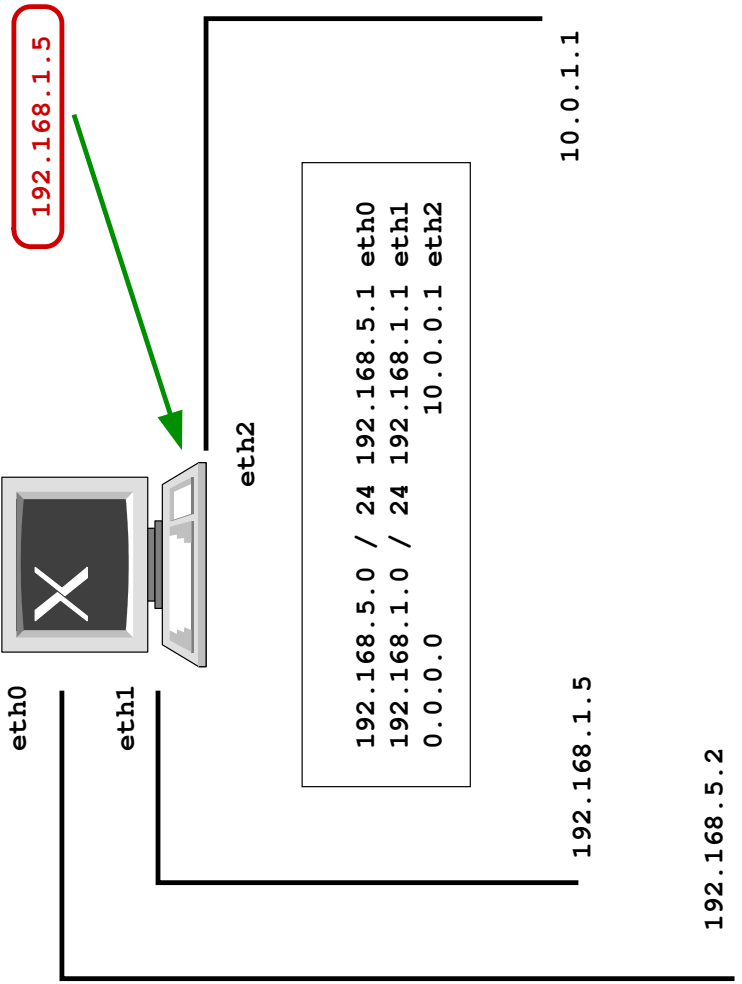 192.168.1.5
eth0
eth1
eth2
X
192.168.5.0 / 24 192.168.5.1 eth0
192.168.1.0 / 24 192.168.1.1 eth1
0.0.0.0 10.0.0.1 eth2
192.168.1.5
10.0.1.1
192.168.5.2